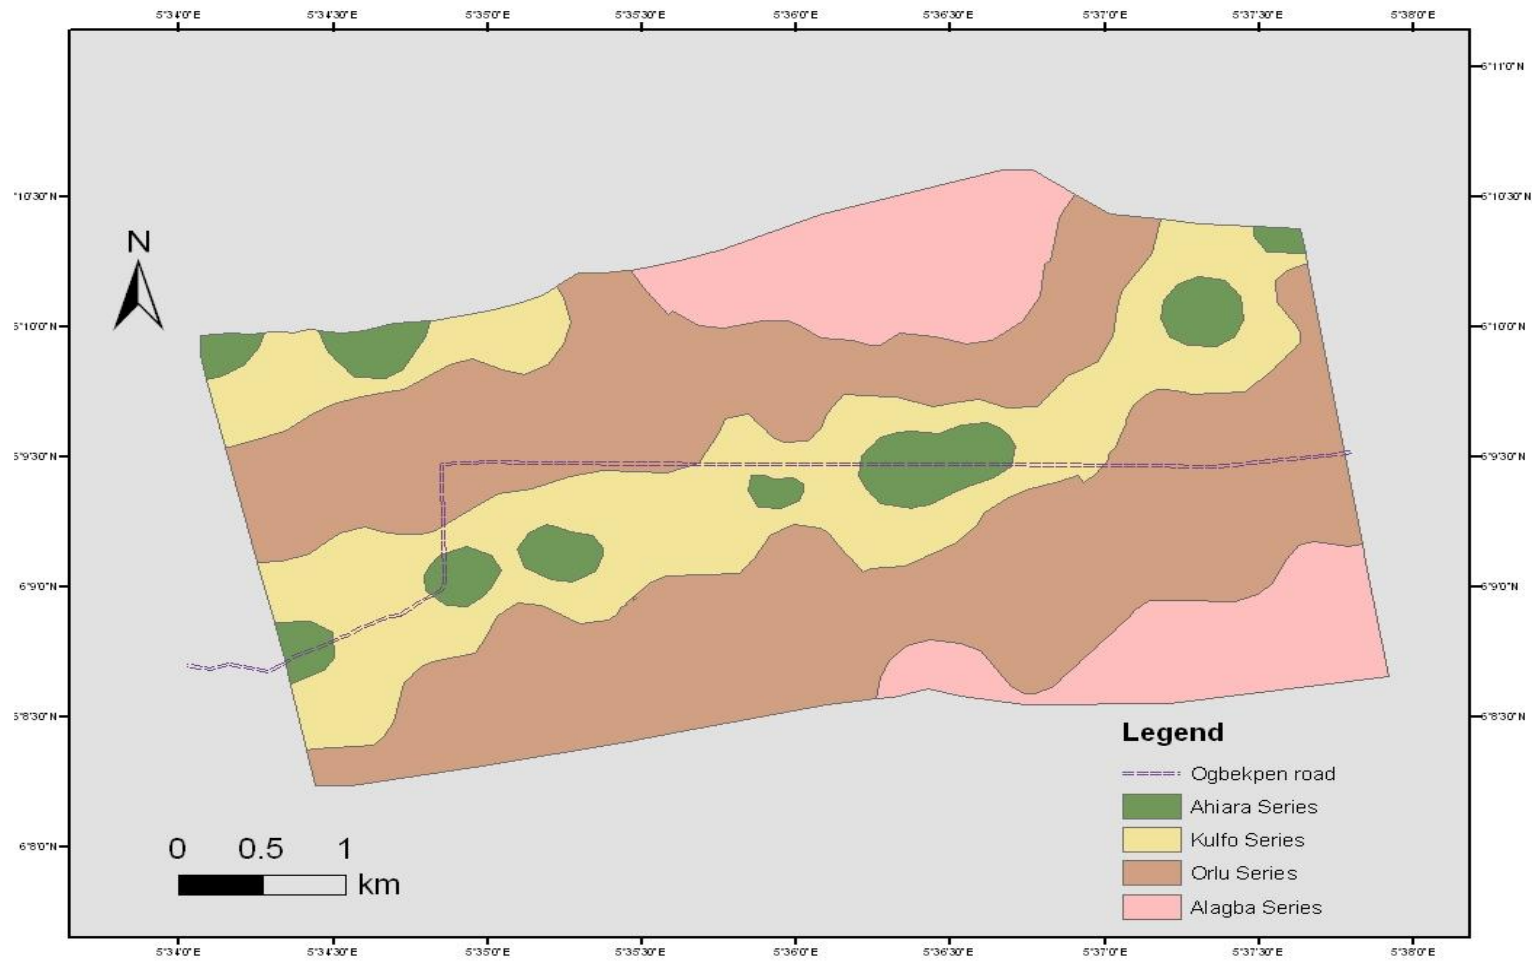 5°34'0"E 5°34'30"E 5°35'0"E 5°35'30"E 5°36'0"E 5°36'30"E 5°37'0"E 5°37'30"E 5°38'0"E
6°11'0"N
°10'30"N 6°10'30"N
N
6°10'0"N 6°10'0"N
6°9'30"N 6°9'30"N
6°9'0"N 6°9'0"N
6°8'30"N 6°8'30"N
Legend
Ogbekpen road
Ahiara Series
Kulfo Series
Orlu Series
Alagba Series
6°8'0"N
0 0.5 1
km
5°34'0"E 5°34'30"E 5°35'0"E 5°35'30"E 5°36'0"E 5°36'30"E 5°37'0"E 5°37'30"E 5°38'0"E